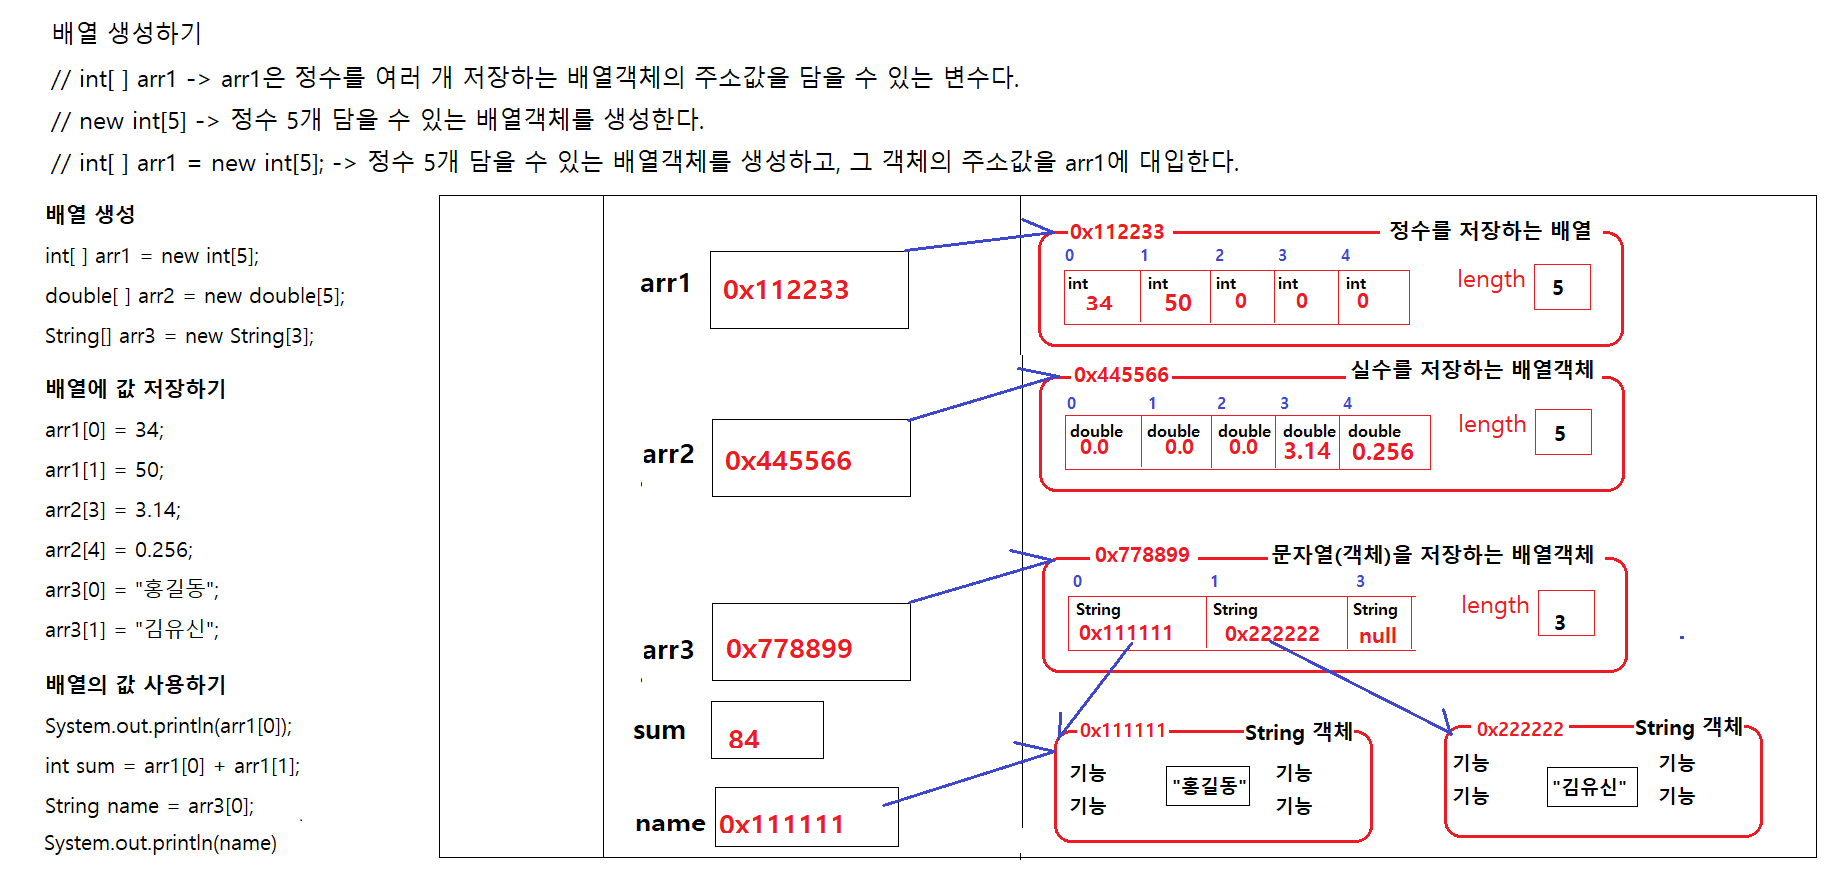 배열 생성하기
// int[ ] arr1 -> arr1은 정수를 여러 개 저장하는 배열객체의 주소값을 담을 수 있는 변수다.
// new int[5] -> 정수 5개 담을 수 있는 배열객체를 생성한다.
// int[ ] arr1 = new int[5]; -> 정수 5개 담을 수 있는 배열객체를 생성하고, 그 객체의 주소값을 arr1에 대입한다.
배열 생성
int[ ] arr1 = new int[5];
double[ ] arr2 = new double[5];
String[] arr3 = new String[3];
배열에 값 저장하기
arr1[0] = 34;
arr1[1] = 50;
arr2[3] = 3.14;
arr2[4] = 0.256;
arr3[0] = "홍길동";
arr3[1] = "김유신";
배열의 값 사용하기
System.out.println(arr1[0]);
int sum = arr1[0] + arr1[1];
String name = arr3[0];
System.out.println(name)
arr1 0x112233
0x112233 정수를 저장하는 배열
0 1 2 3 4
int int int int int
34 50 0 0 0
length 5
arr2 0x445566
0x445566 실수를 저장하는 배열객체
0 1 2 3 4
double double double double double
0.0 0.0 0.0 3.14 0.256
length 5
arr3 0x778899
0x778899 문자열(객체)을 저장하는 배열객체
0 1 3
String String String
0x111111 0x222222 null
length 3
sum 84
name 0x111111
0x111111 String 객체
기능 "홍길동" 기능
기능 기능
0x222222 String 객체
기능 "김유신" 기능
기능 기능